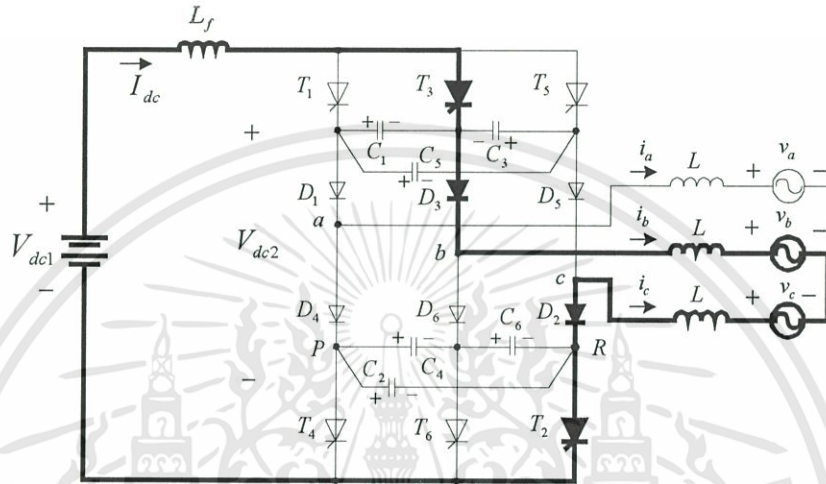 L_f
I_dc
T_1 T_3 T_5
+
+ − − +
C_1 C_5 C_3
+ −
i_a L + v_a −
D_1 D_3 D_5
a
+
V_dc1
−
V_dc2
i_b L + v_b −
b
c
i_c L + v_c −
D_4 D_6 D_2
C_6
P + − + − R
C_2 C_4
+ −
−
T_4 T_6 T_2